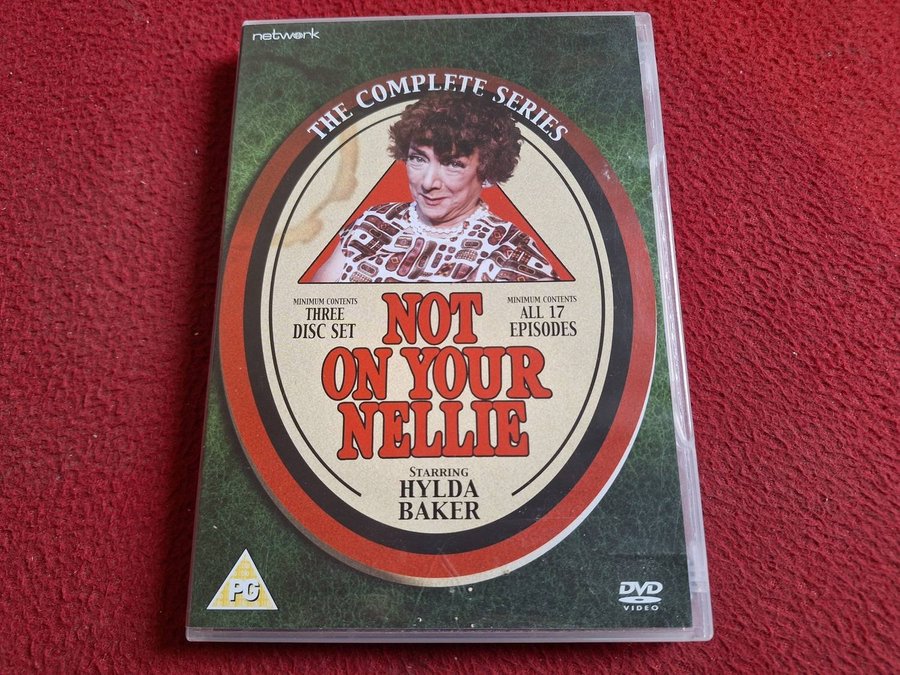 network
THE COMPLETE SERIES
MINIMUM CONTENTS
THREE
DISC SET
MINIMUM CONTENTS
ALL 17
EPISODES
NOT
ON YOUR
NELLIE
STARRING
HYLDA
BAKER
PG
DVD
VIDEO